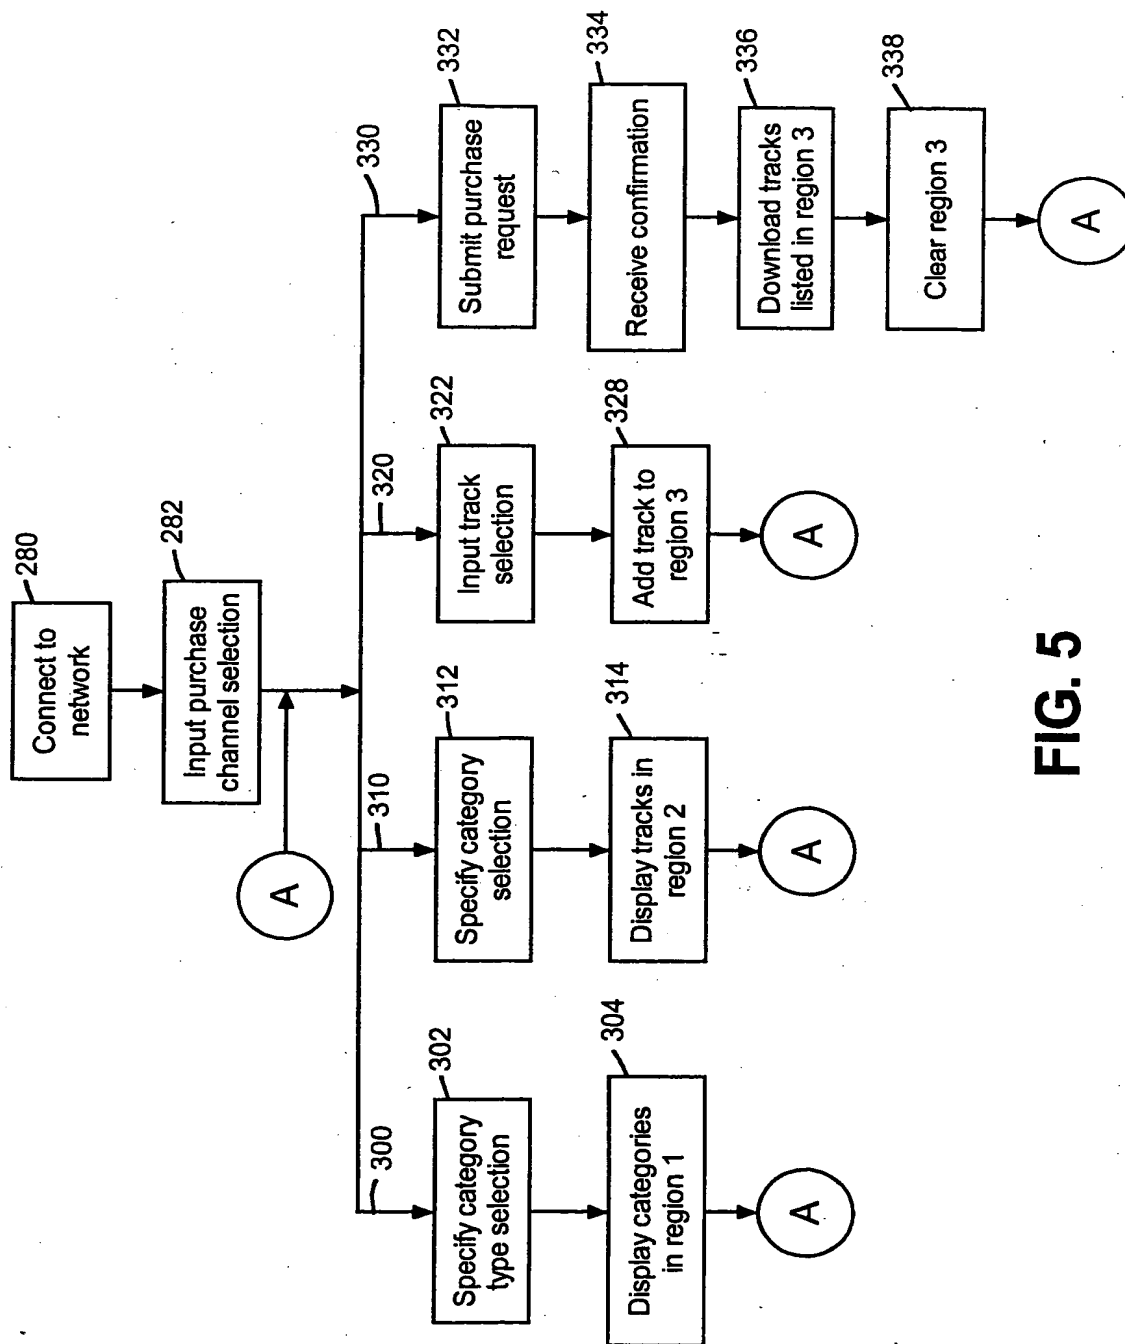 280
Connect to
network
282
Input purchase
channel selection
A
300
302
Specify category
type selection
304
Display categories
in region 1
A
310
312
Specify category
selection
314
Display tracks in
region 2
A
320
322
Input track
selection
328
Add track to
region 3
A
330
332
Submit purchase
request
334
Receive confirmation
336
Download tracks
listed in region 3
338
Clear region 3
A
FIG. 5